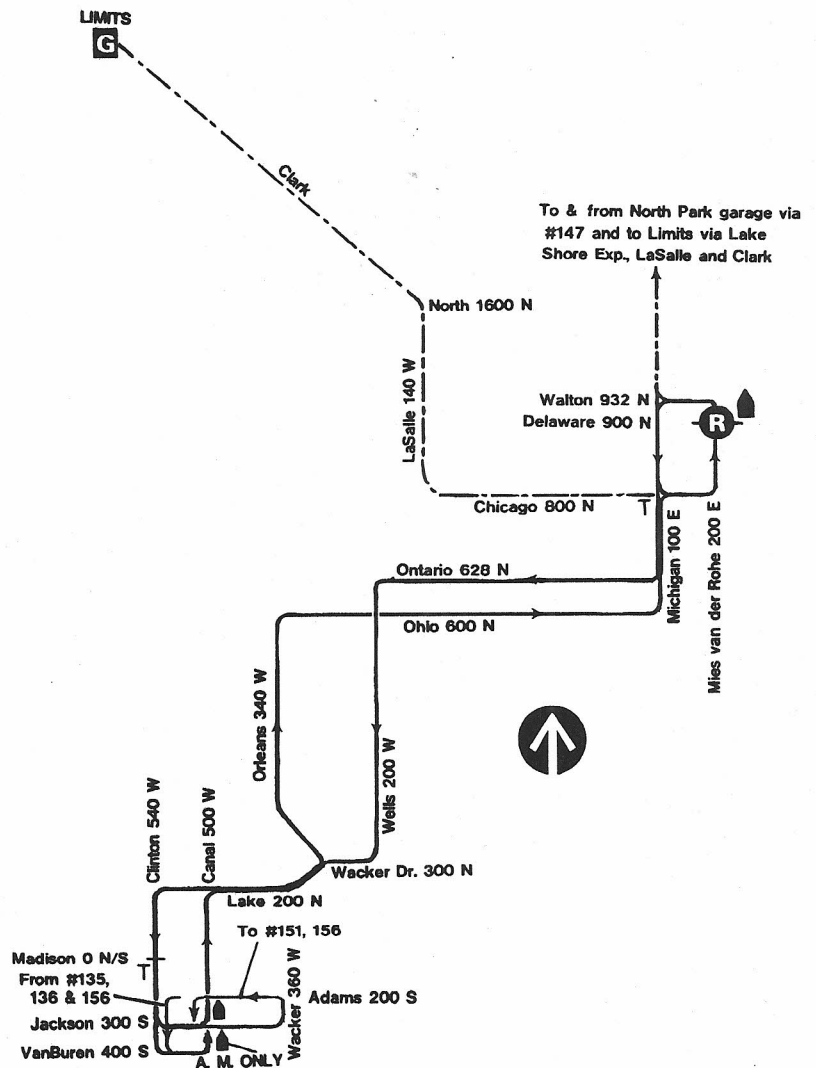 LIMITS
G
Clark
To & from North Park garage via
#147 and to Limits via Lake
Shore Exp., LaSalle and Clark
North 1600 N
LaSalle 140 W
Walton 932 N
Delaware 900 N
R
Chicago 800 N
T
Michigan 100 E
Mies van der Rohe 200 E
Ontario 628 N
Ohio 600 N
Orleans 340 W
Wells 200 W
Clinton 540 W
Canal 500 W
Wacker Dr. 300 N
Lake 200 N
To #151, 156
Madison 0 N/S
T
From #135,
136 & 156
Wacker 360 W
Adams 200 S
Jackson 300 S
VanBuren 400 S
A. M. ONLY